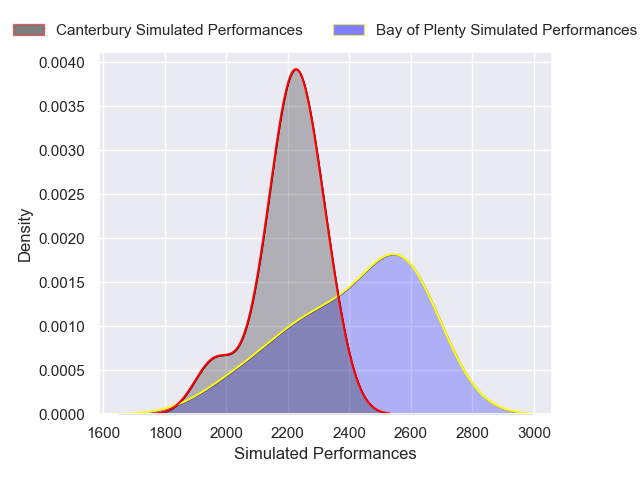 Canterbury Simulated Performances
Bay of Plenty Simulated Performances
0.0040
0.0035
0.0030
0.0025
0.0020
0.0015
0.0010
0.0005
0.0000
Density
1600 1800 2000 2200 2400 2600 2800 3000
Simulated Performances